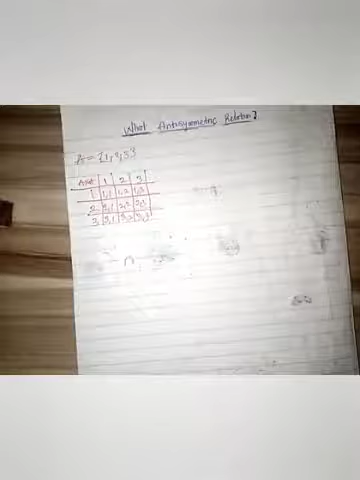 What Antisymmetric Relation?
A = {1, 2, 3}
A×A 1 2 3
1 1,1 1,2 1,3
2 2,1 2,2 2,3
3 3,1 3,2 3,3